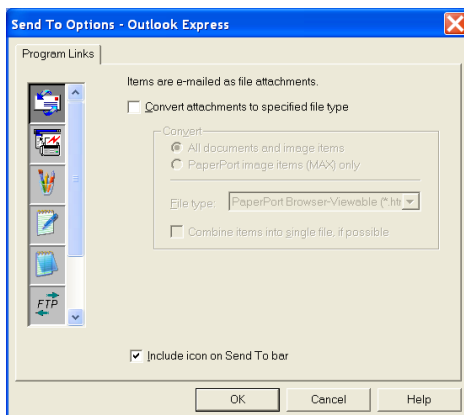 Send To Options - Outlook Express
Program Links
Items are e-mailed as file attachments.
Convert attachments to specified file type
Convert
All documents and image items
PaperPort image items (MAX) only
File type: PaperPort Browser-Viewable (*.htm
Combine items into single file, if possible
FTP
Include icon on Send To bar
OK Cancel Help